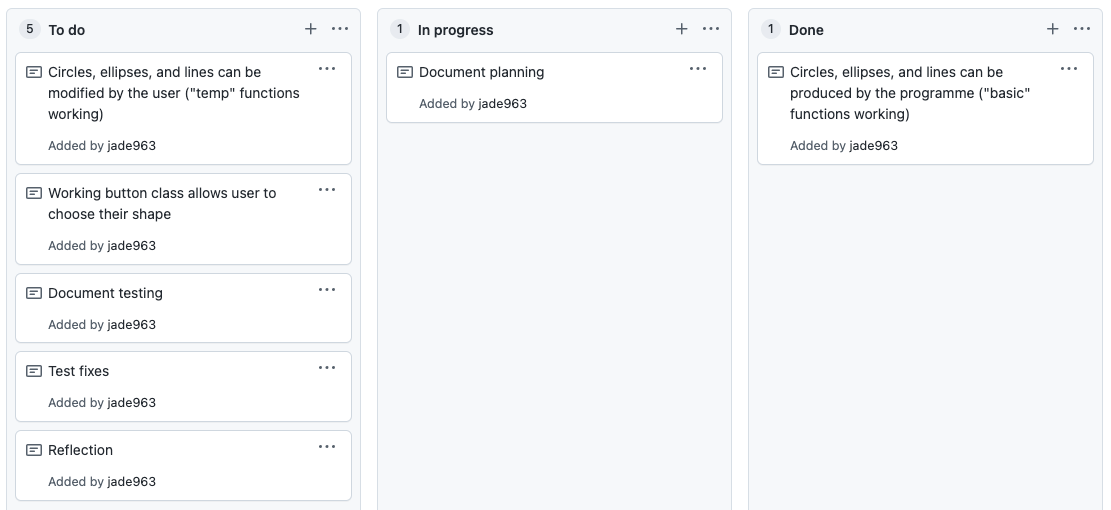 5 To do
Circles, ellipses, and lines can be
modified by the user ("temp" functions
working)
Added by jade963
Working button class allows user to
choose their shape
Added by jade963
Document testing
Added by jade963
Test fixes
Added by jade963
Reflection
Added by jade963
1 In progress
Document planning
Added by jade963
1 Done
Circles, ellipses, and lines can be
produced by the programme ("basic"
functions working)
Added by jade963